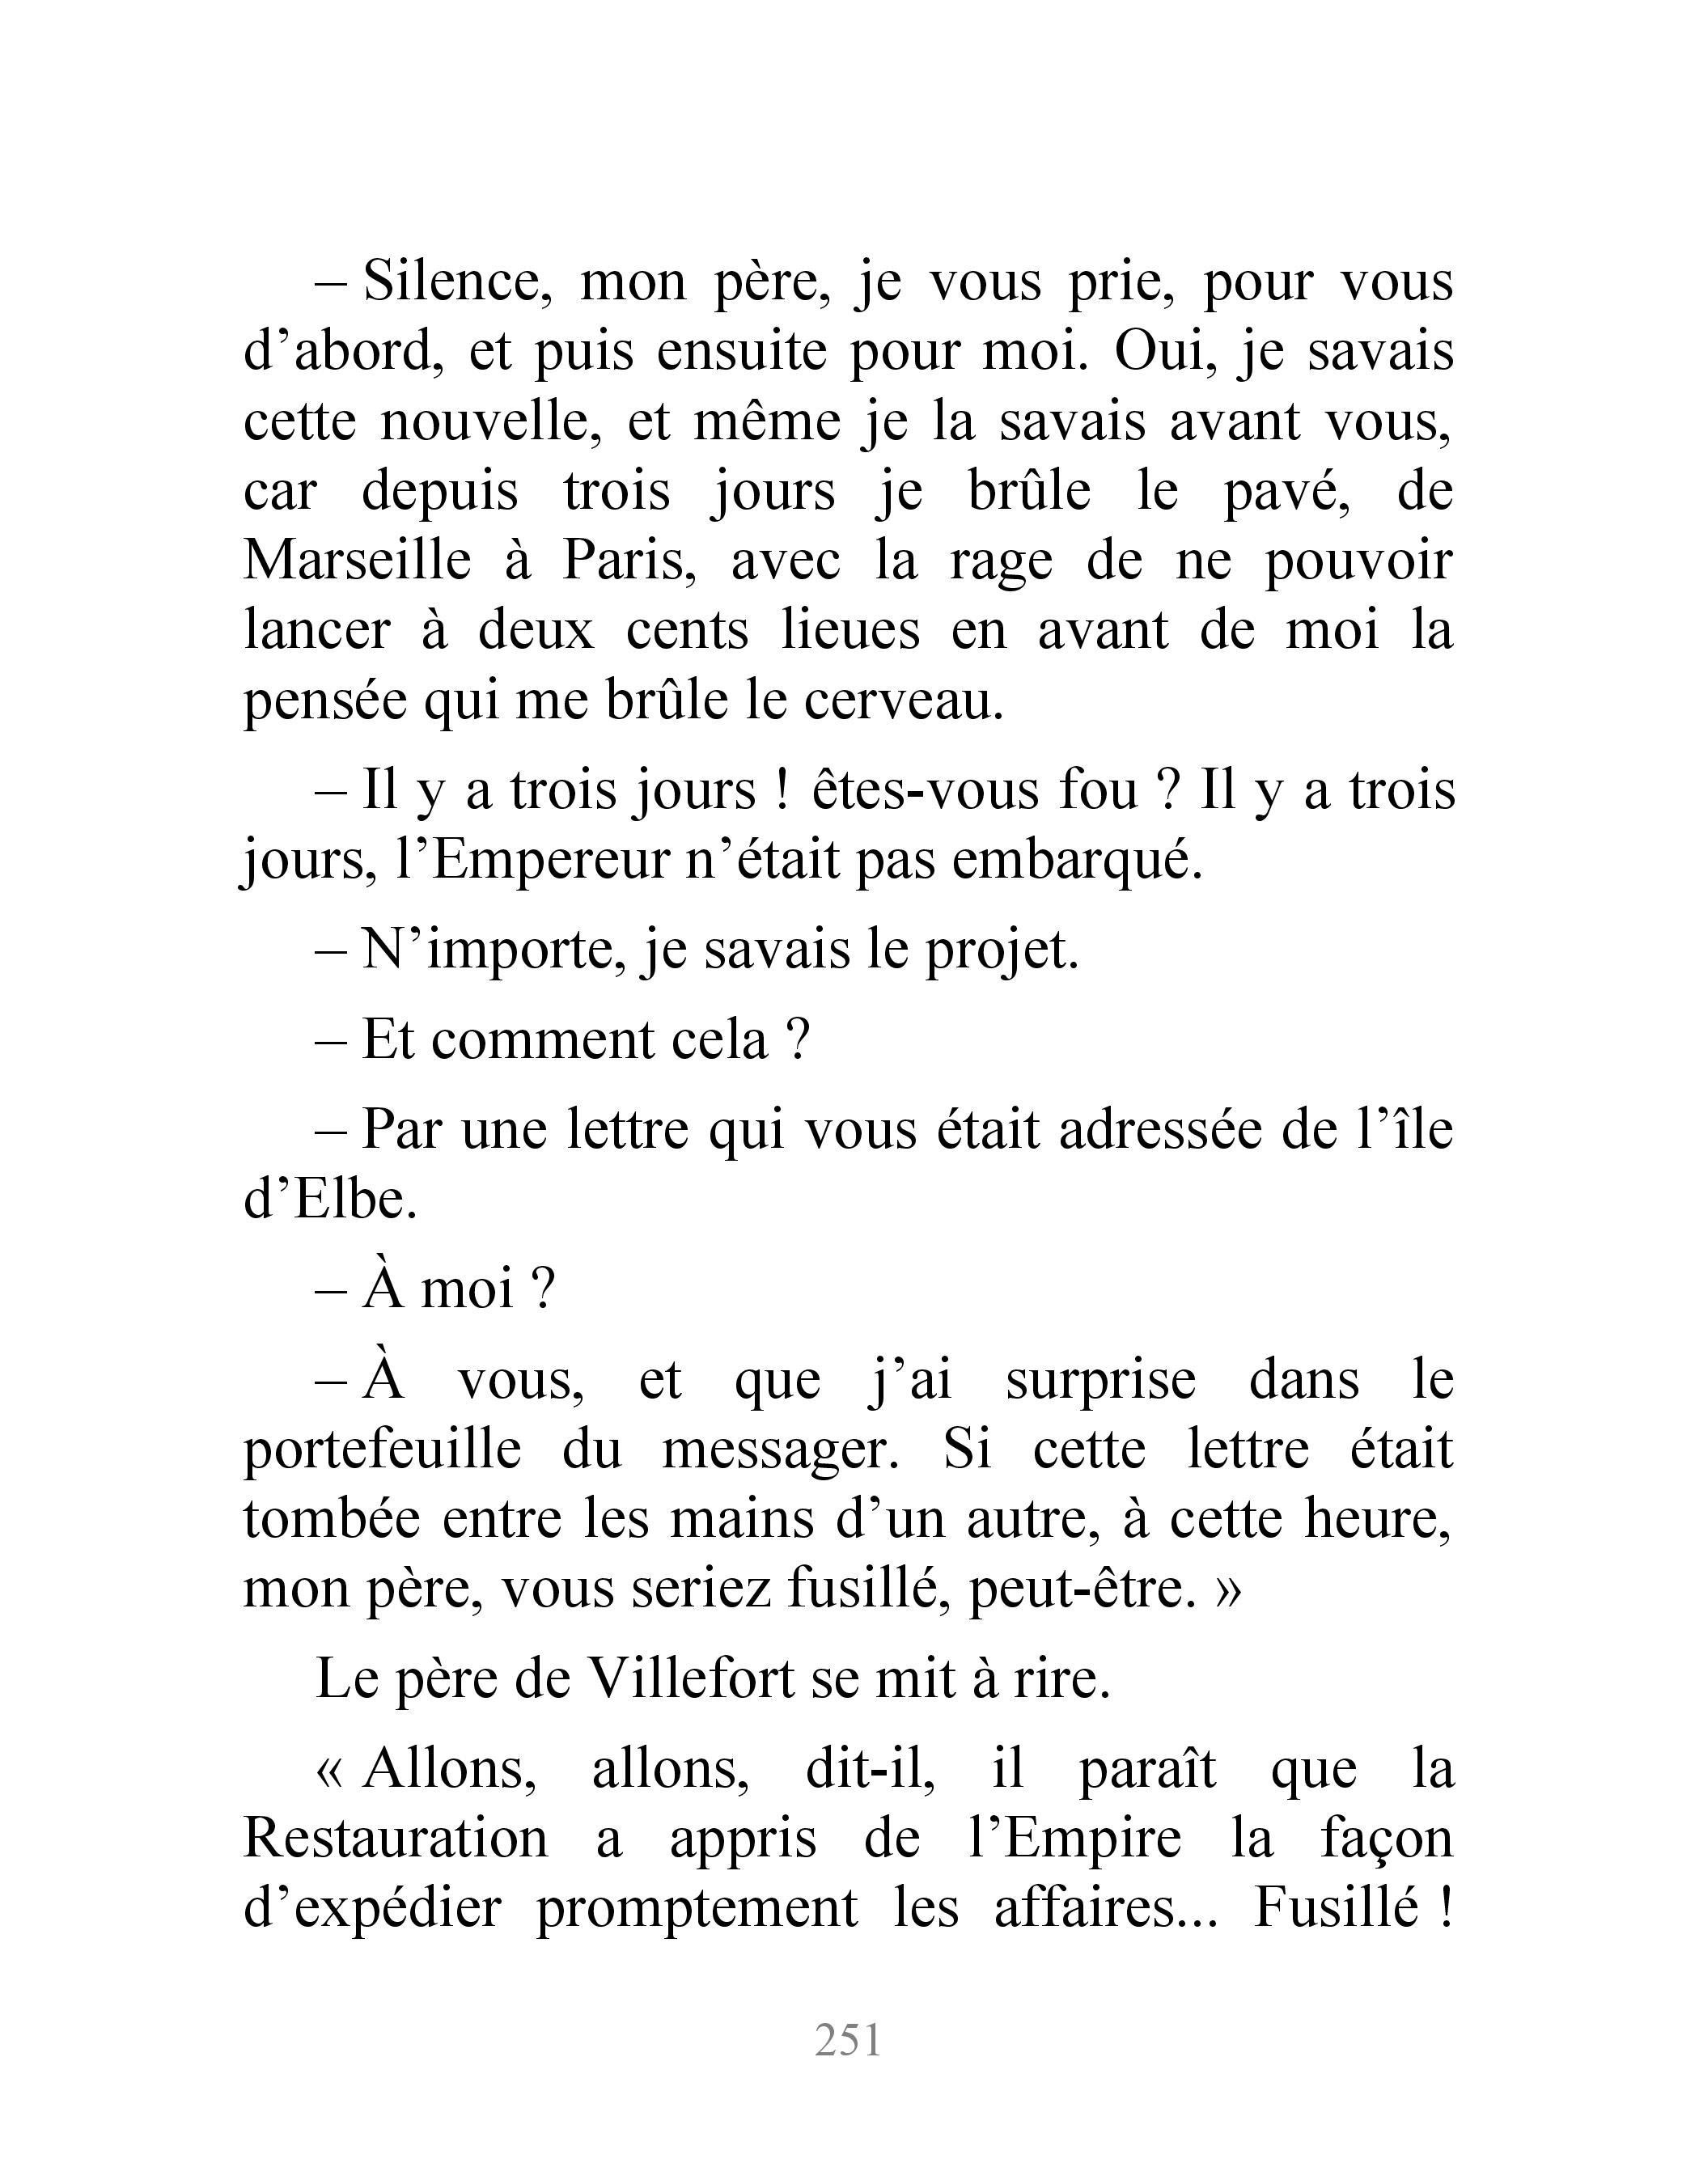 – Silence, mon père, je vous prie, pour vous
d’abord, et puis ensuite pour moi. Oui, je savais
cette nouvelle, et même je la savais avant vous,
car depuis trois jours je brûle le pavé, de
Marseille à Paris, avec la rage de ne pouvoir
lancer à deux cents lieues en avant de moi la
pensée qui me brûle le cerveau.
– Il y a trois jours ! êtes-vous fou ? Il y a trois
jours, l’Empereur n’était pas embarqué.
– N’importe, je savais le projet.
– Et comment cela ?
– Par une lettre qui vous était adressée de l’île
d’Elbe.
– À moi ?
– À vous, et que j’ai surprise dans le
portefeuille du messager. Si cette lettre était
tombée entre les mains d’un autre, à cette heure,
mon père, vous seriez fusillé, peut-être. »
Le père de Villefort se mit à rire.
« Allons, allons, dit-il, il paraît que la
Restauration a appris de l’Empire la façon
d’expédier promptement les affaires... Fusillé !
251